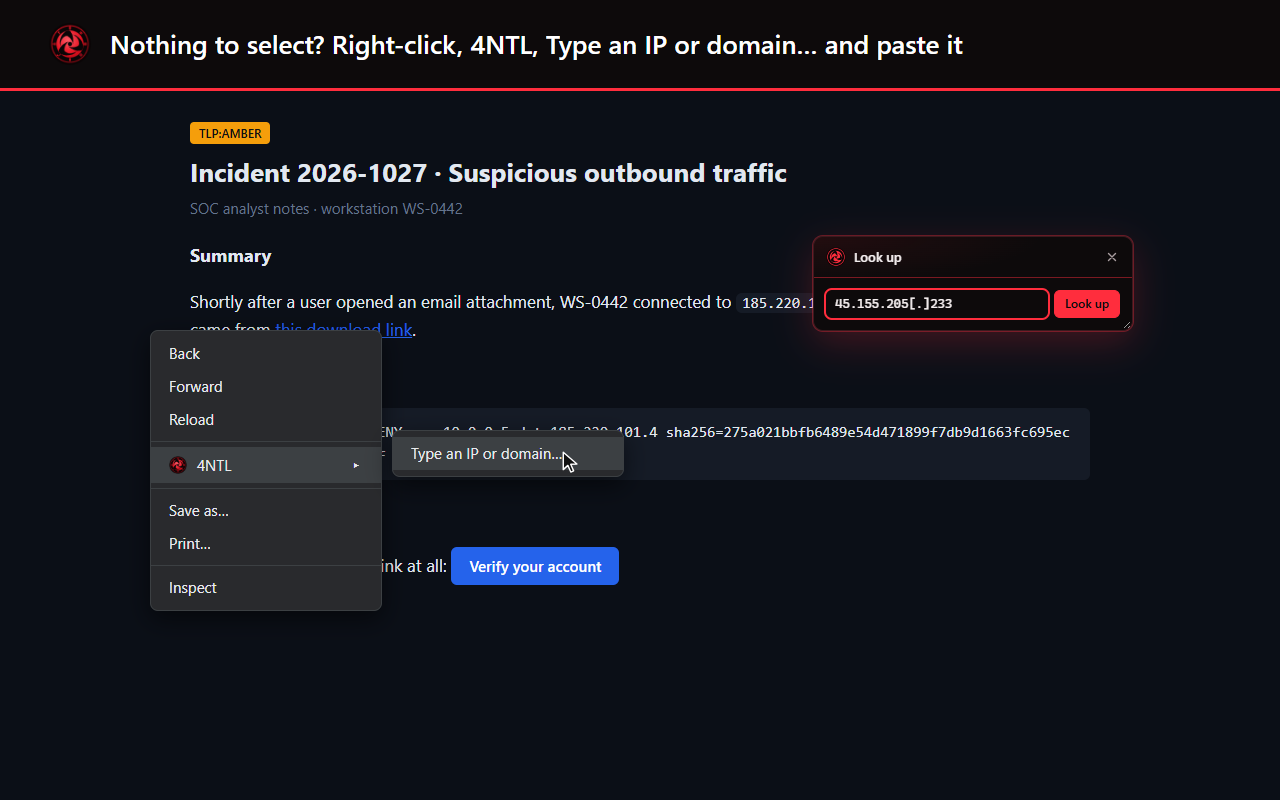 Nothing to select? Right-click, 4NTL, Type an IP or domain... and paste it
TLP:AMBER
Incident 2026-1027 · Suspicious outbound traffic
SOC analyst notes · workstation WS-0442
Summary
Shortly after a user opened an email attachment, WS-0442 connected to 185.220.1
came from this download link.
Look up
×
45.155.205[.]233
Look up
Back
Forward
Reload
4NTL
Save as...
Print...
Inspect
101.4 sha256=275a021bbfb6489e54d471899f7db9d1663fc695ec
Type an IP or domain...
ink at all:
Verify your account